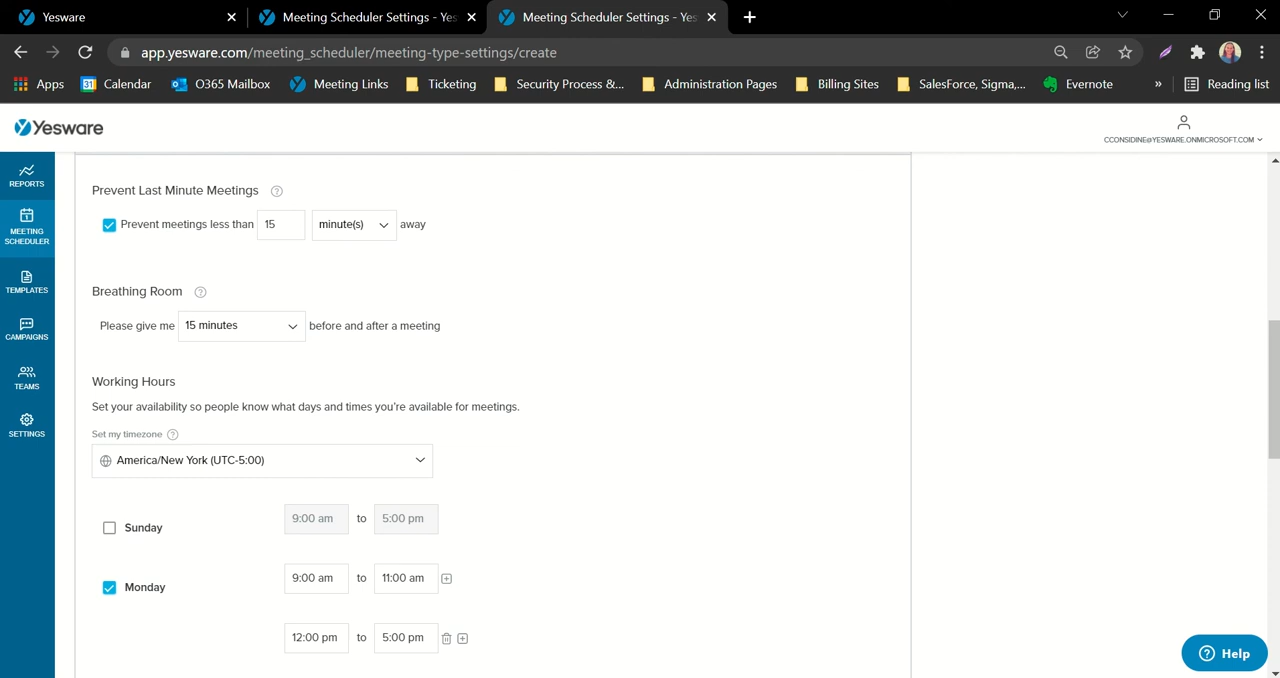 Yesware
Meeting Scheduler Settings - Yes
Meeting Scheduler Settings - Yes
app.yesware.com/meeting_scheduler/meeting-type-settings/create
Apps
31
Calendar
O365 Mailbox
Meeting Links
Ticketing
Security Process &...
Administration Pages
Billing Sites
SalesForce, Sigma,...
Evernote
»
Reading list
Yesware
CCONSIDINE@YESWARE.ONMICROSOFT.COM
REPORTS
MEETING
SCHEDULER
TEMPLATES
CAMPAIGNS
TEAMS
SETTINGS
Prevent Last Minute Meetings ?
Prevent meetings less than 15 minute(s) away
Breathing Room ?
Please give me 15 minutes before and after a meeting
Working Hours
Set your availability so people know what days and times you're available for meetings.
Set my timezone ?
America/New York (UTC-5:00)
Sunday 9:00 am to 5:00 pm
Monday 9:00 am to 11:00 am
12:00 pm to 5:00 pm
? Help